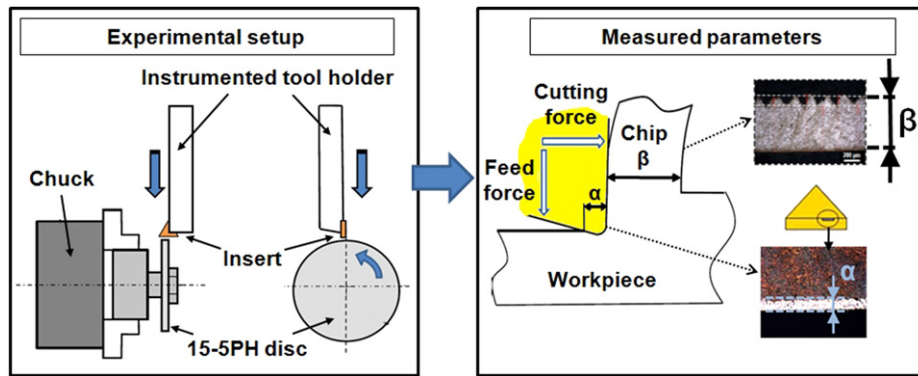 Experimental setup
Instrumented tool holder
Chuck
Insert
15-5PH disc
Measured parameters
Cutting
force
Chip
β
Feed
force
α
Workpiece
β
α